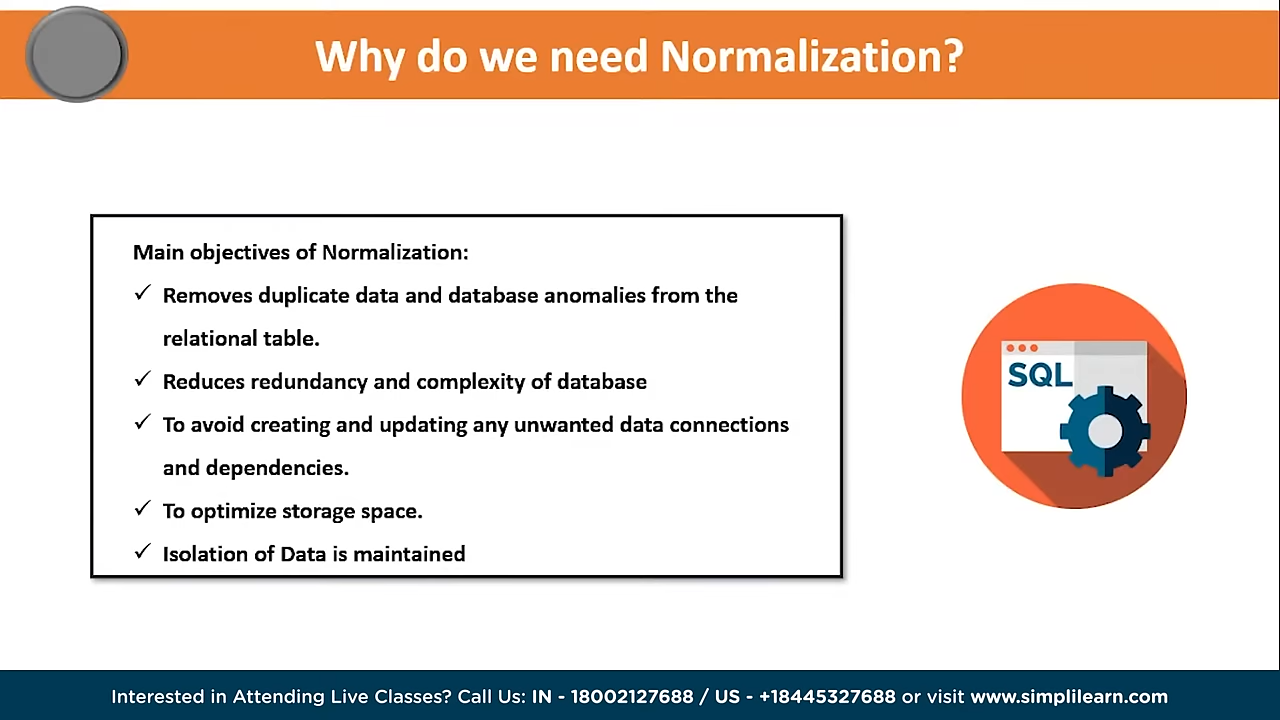 Why do we need Normalization?
Main objectives of Normalization:
✓ Removes duplicate data and database anomalies from the
relational table.
✓ Reduces redundancy and complexity of database
✓ To avoid creating and updating any unwanted data connections
and dependencies.
✓ To optimize storage space.
✓ Isolation of Data is maintained
SQL
Interested in Attending Live Classes? Call Us: IN - 18002127688 / US - +18445327688 or visit www.simplilearn.com